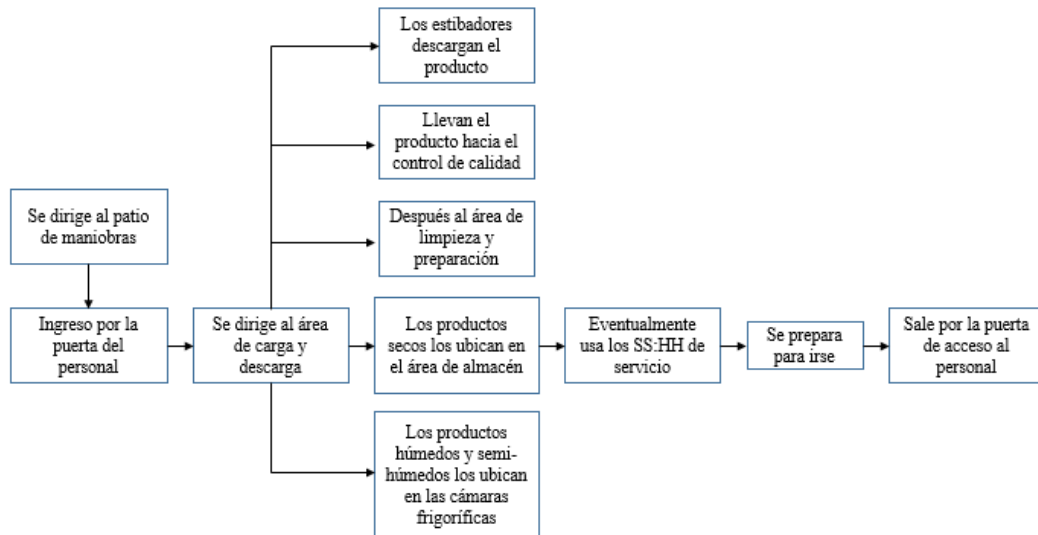 Los estibadores
descargan el
producto
Llevan el
producto hacia el
control de calidad
Se dirige al patio
de maniobras
Después al área de
limpieza y
preparación
Ingreso por la
puerta del
personal
Se dirige al área
de carga y
descarga
Los productos
secos los ubican en
el área de almacén
Eventualmente
usa los SS:HH de
servicio
Se prepara
para irse
Sale por la puerta
de acceso al
personal
Los productos
húmedos y semi-
húmedos los ubican
en las cámaras
frigoríficas